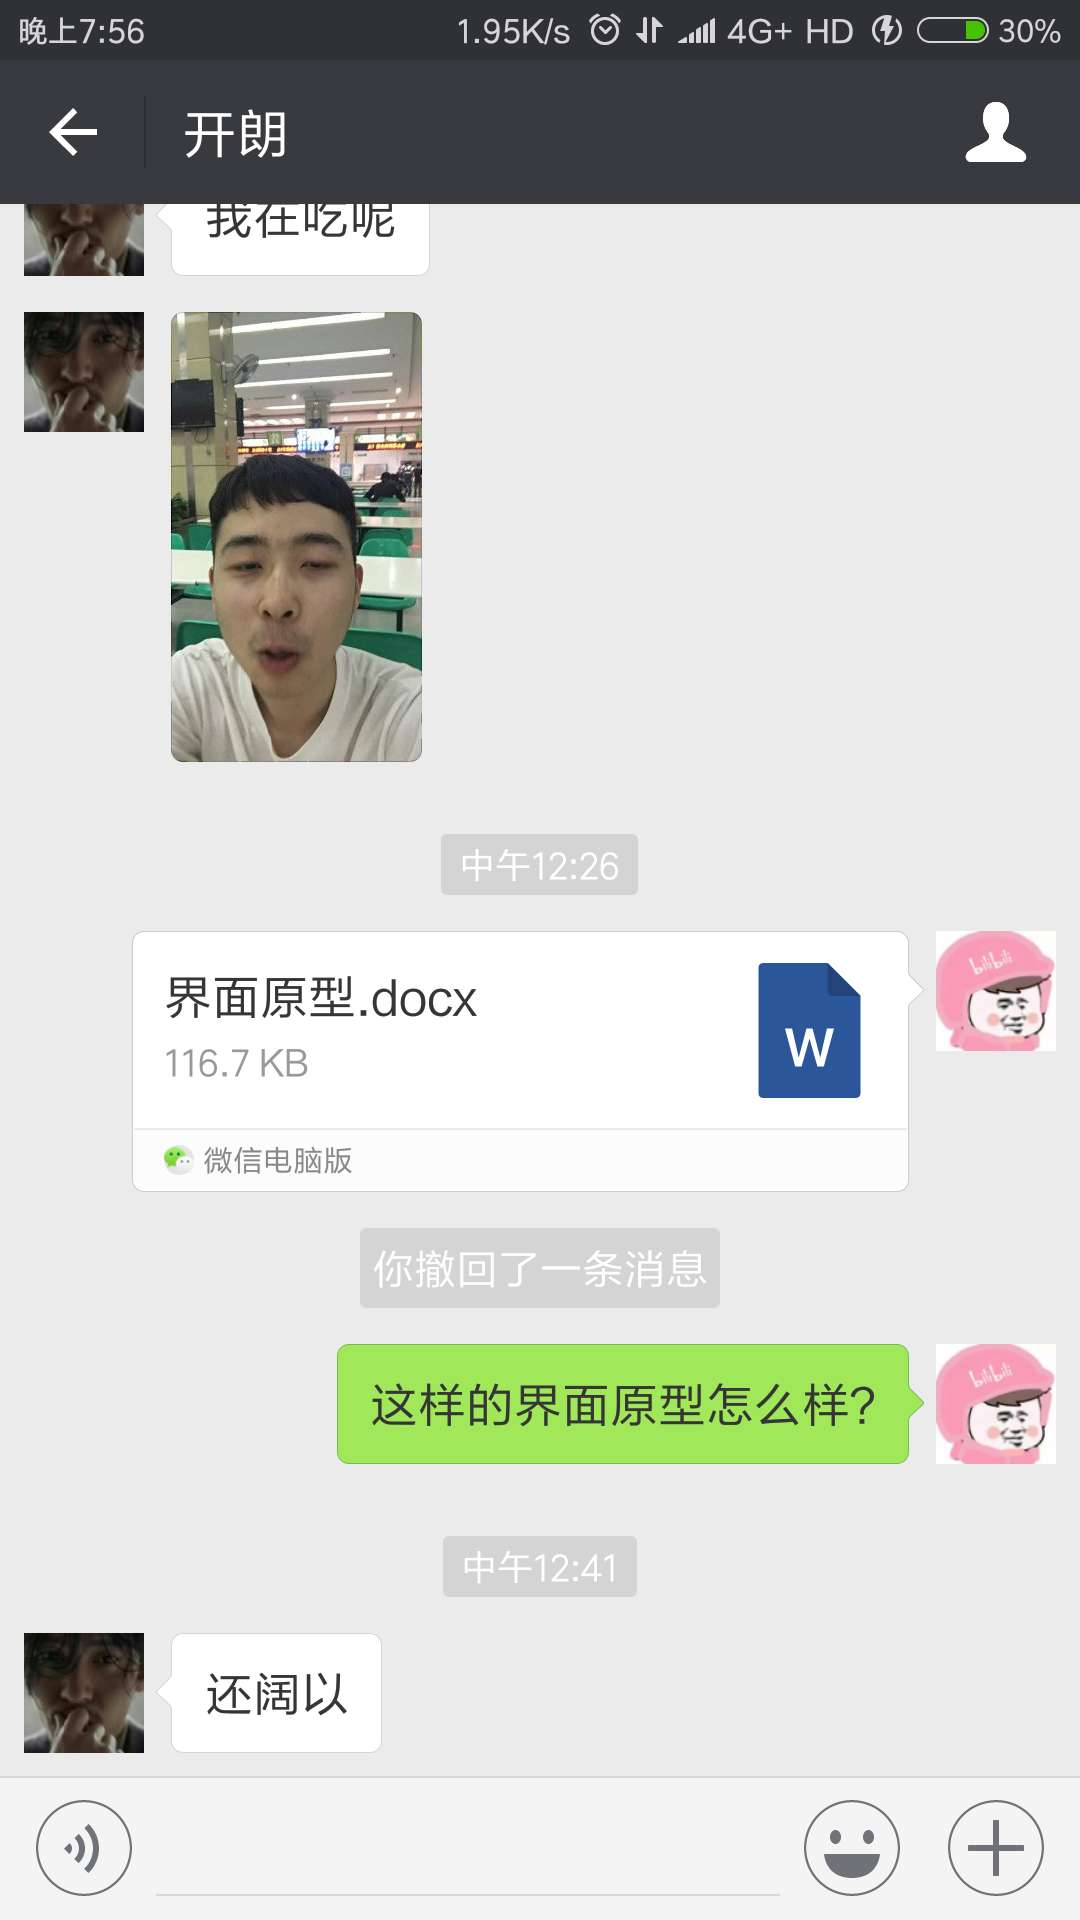 晚上7:56 1.95K/s 4G+ HD 30%
开朗
我在吃呢
中午12:26
界面原型.docx
116.7 KB
W
微信电脑版
bilibili
你撤回了一条消息
这样的界面原型怎么样?
bilibili
中午12:41
还阔以